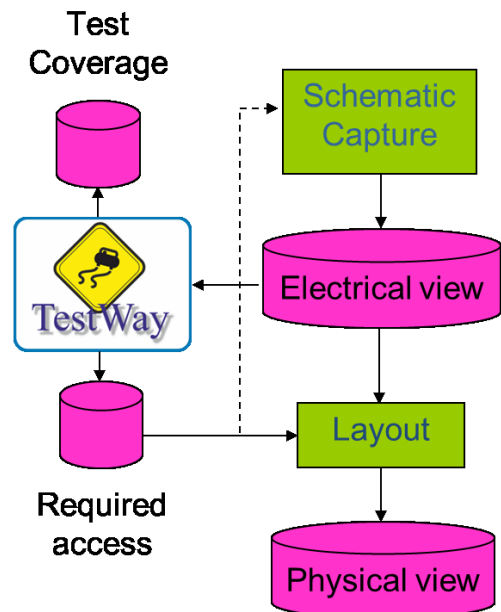 Test
Coverage
Schematic
Capture
Electrical view
TestWay
Layout
Required
access
Physical view